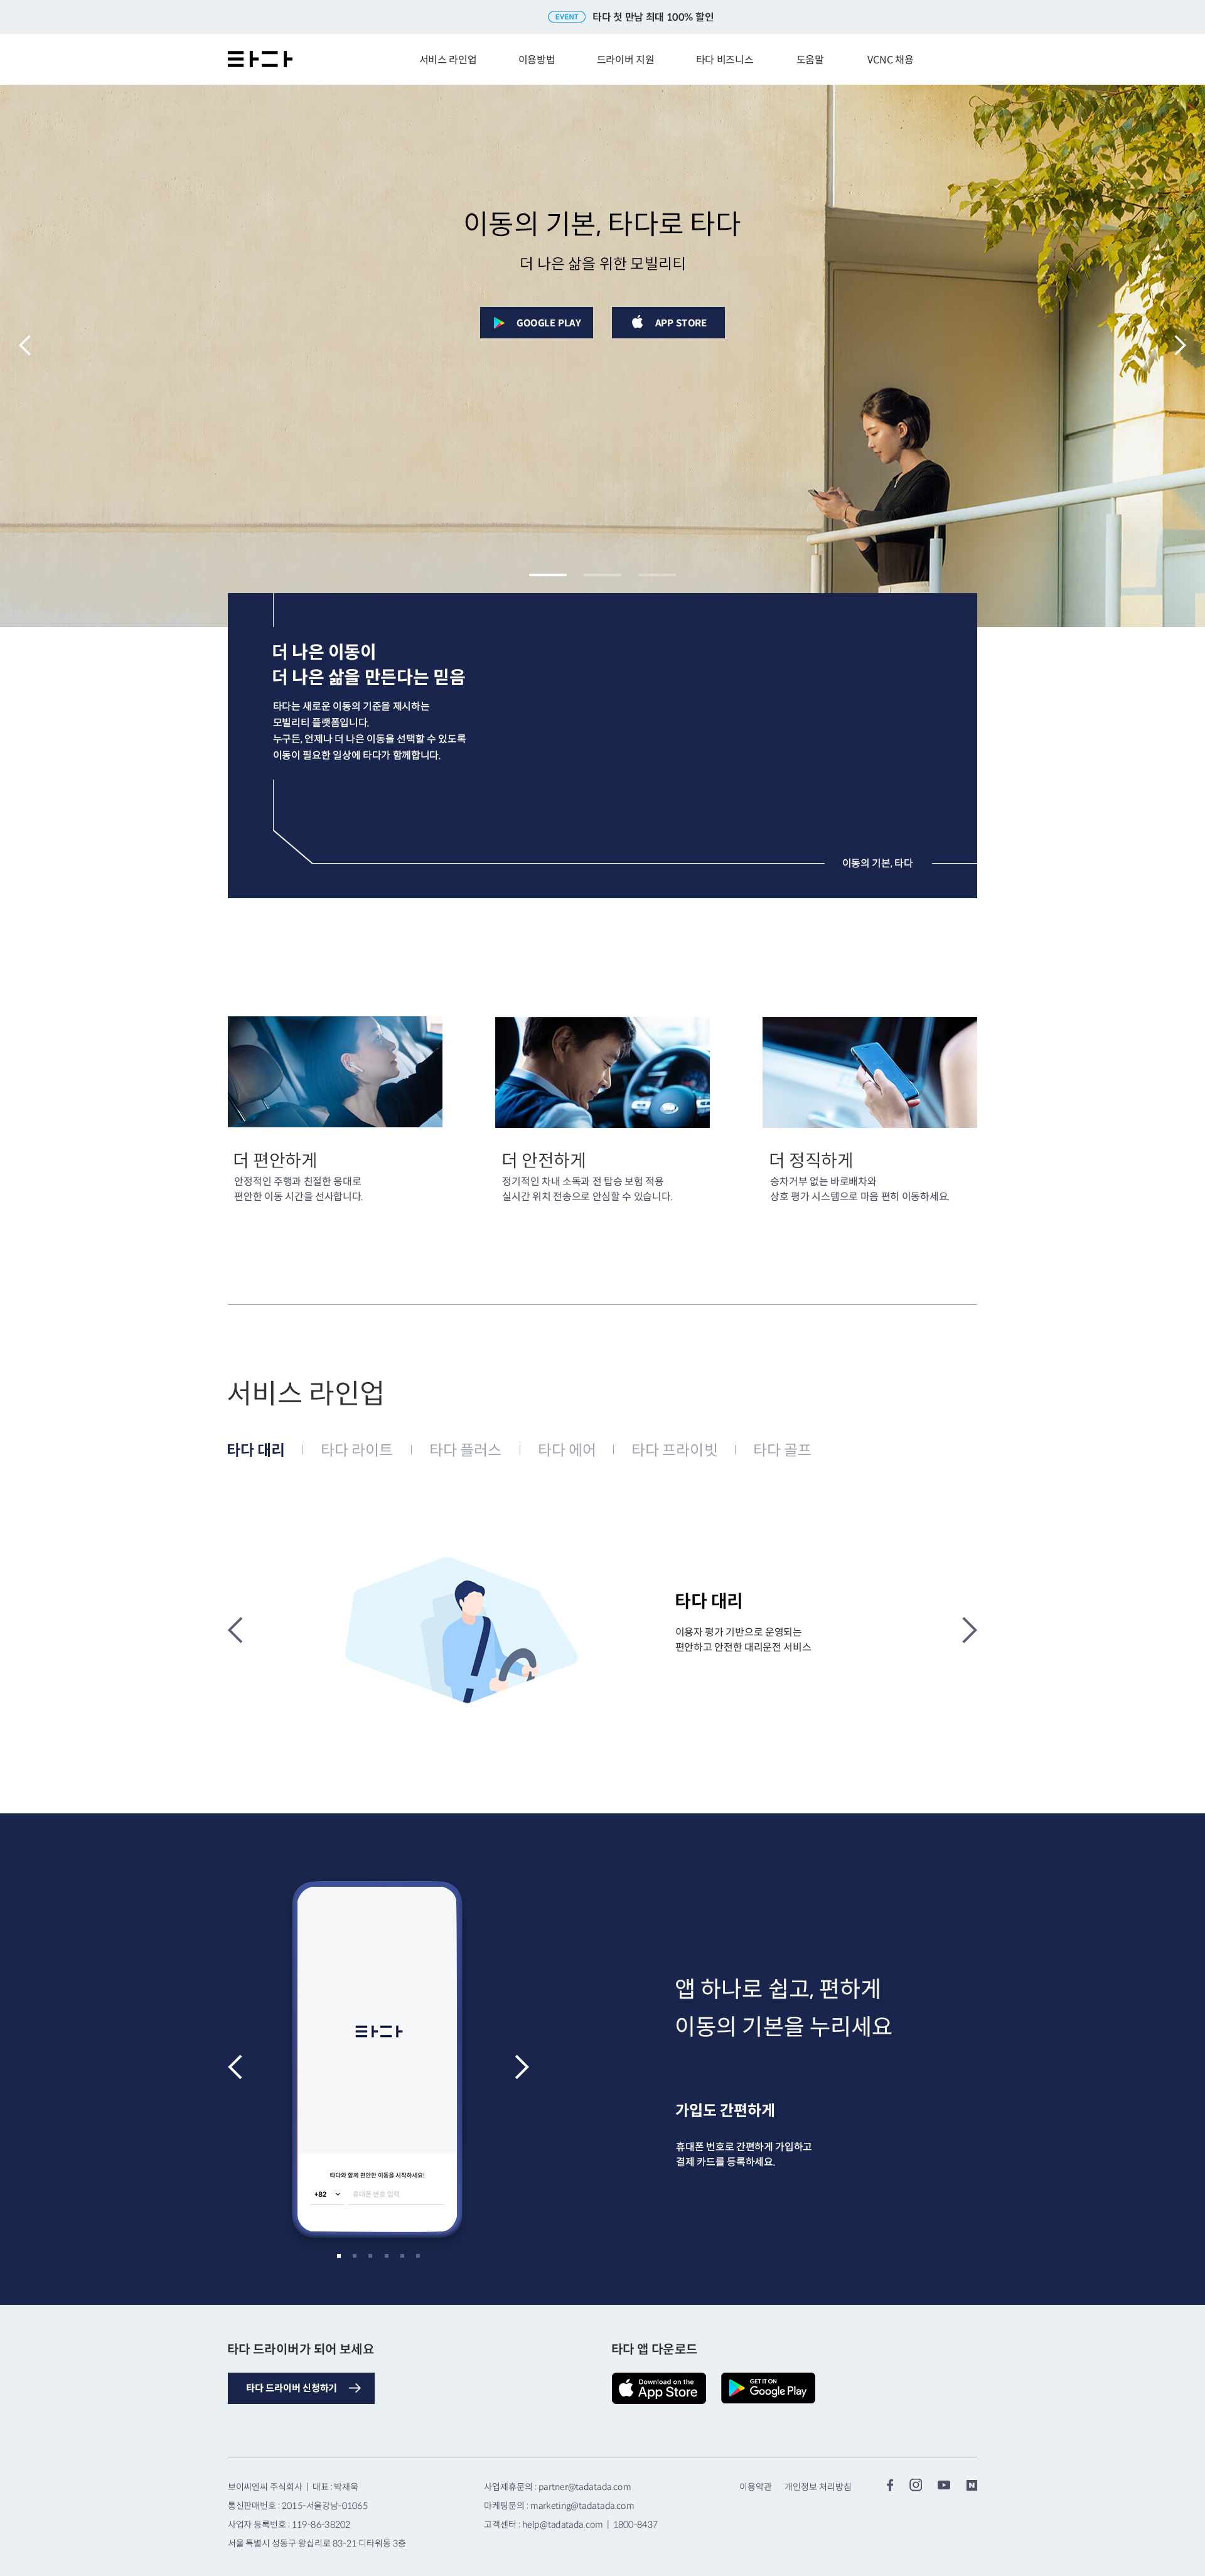 EVENT 타다 첫 만남 최대 100% 할인
타다 서비스 라인업 이용방법 드라이버 지원 타다 비즈니스 도움말 VCNC 채용
이동의 기본, 타다로 타다
더 나은 삶을 위한 모빌리티
GOOGLE PLAY APP STORE
더 나은 이동이
더 나은 삶을 만든다는 믿음
타다는 새로운 이동의 기준을 제시하는
모빌리티 플랫폼입니다.
누구든, 언제나 더 나은 이동을 선택할 수 있도록
이동이 필요한 일상에 타다가 함께합니다.
이동의 기본, 타다
더 편안하게
안정적인 주행과 친절한 응대로
편안한 이동 시간을 선사합니다.
더 안전하게
정기적인 차내 소독과 전 탑승 보험 적용
실시간 위치 전송으로 안심할 수 있습니다.
더 정직하게
승차거부 없는 바로배차와
상호 평가 시스템으로 마음 편히 이동하세요.
서비스 라인업
타다 대리 | 타다 라이트 | 타다 플러스 | 타다 에어 | 타다 프라이빗 | 타다 골프
타다 대리
이용자 평가 기반으로 운영되는
편안하고 안전한 대리운전 서비스
타다
타다와 함께 편안한 이동을 시작하세요!
+82 휴대폰 번호 입력
앱 하나로 쉽고, 편하게
이동의 기본을 누리세요
가입도 간편하게
휴대폰 번호로 간편하게 가입하고
결제 카드를 등록하세요.
타다 드라이버가 되어 보세요
타다 드라이버 신청하기
타다 앱 다운로드
Download on the
App Store
GET IT ON
Google Play
브이씨엔씨 주식회사 | 대표 : 박재욱
통신판매번호 : 2015-서울강남-01065
사업자 등록번호 : 119-86-38202
서울특별시 성동구 왕십리로 83-21 디타워동 3층
사업제휴문의 : partner@tadatada.com
마케팅문의 : marketing@tadatada.com
고객센터 : help@tadatada.com | 1800-8437
이용약관 개인정보 처리방침